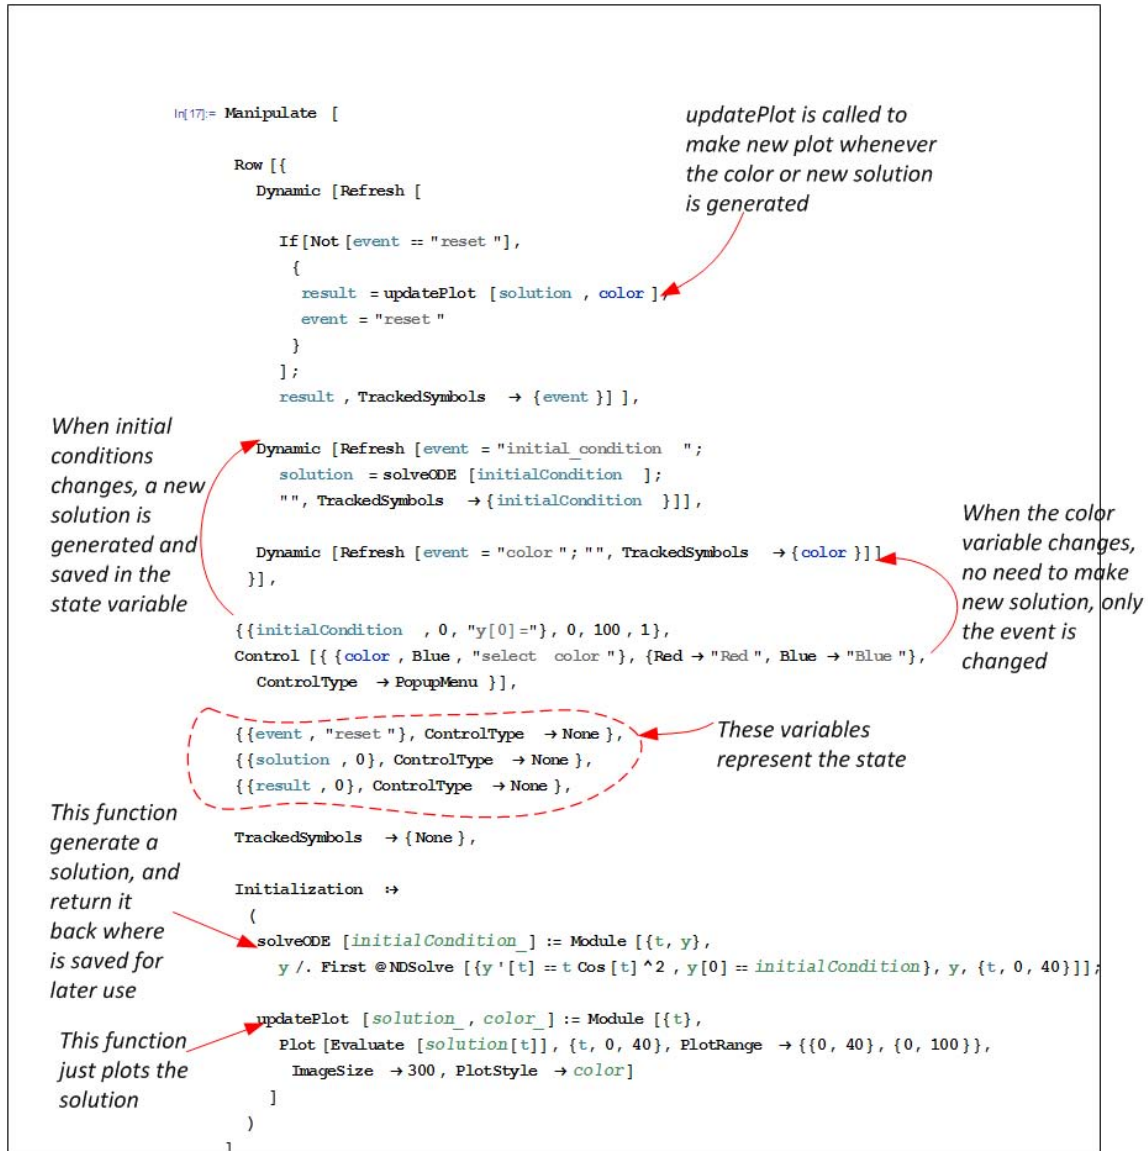 In[17]:= Manipulate [
updatePlot is called to
make new plot whenever
the color or new solution
is generated
Row [{
Dynamic [Refresh [
If[Not [event == "reset "],
{
result = updatePlot [solution , color ],
event = "reset "
}
];
result , TrackedSymbols → {event }] ],
When initial
conditions
changes, a new
solution is
generated and
saved in the
state variable
Dynamic [Refresh [event = "initial_condition ";
solution = solveODE [initialCondition ];
"", TrackedSymbols → {initialCondition }]],
Dynamic [Refresh [event = "color "; "", TrackedSymbols → {color }]]
}],
When the color
variable changes,
no need to make
new solution, only
the event is
changed
{{initialCondition , 0, "y[0]="}, 0, 100 , 1},
Control [{ {color , Blue , "select color "}, {Red → "Red ", Blue → "Blue "},
ControlType → PopupMenu }],
{{event , "reset "}, ControlType → None },
{{solution , 0}, ControlType → None },
{{result , 0}, ControlType → None },
These variables
represent the state
TrackedSymbols → {None },
This function
generate a
solution, and
return it
back where
is saved for
later use
Initialization :→
(
solveODE [initialCondition_] := Module [{t, y},
y /. First @ NDSolve [{y '[t] == t Cos [t] ^2 , y[0] == initialCondition}, y, {t, 0, 40}]];
This function
just plots the
solution
updatePlot [solution_, color_] := Module [{t},
Plot [Evaluate [solution[t]], {t, 0, 40}, PlotRange → {{0, 40}, {0, 100 }},
ImageSize → 300 , PlotStyle → color]
]
)
]